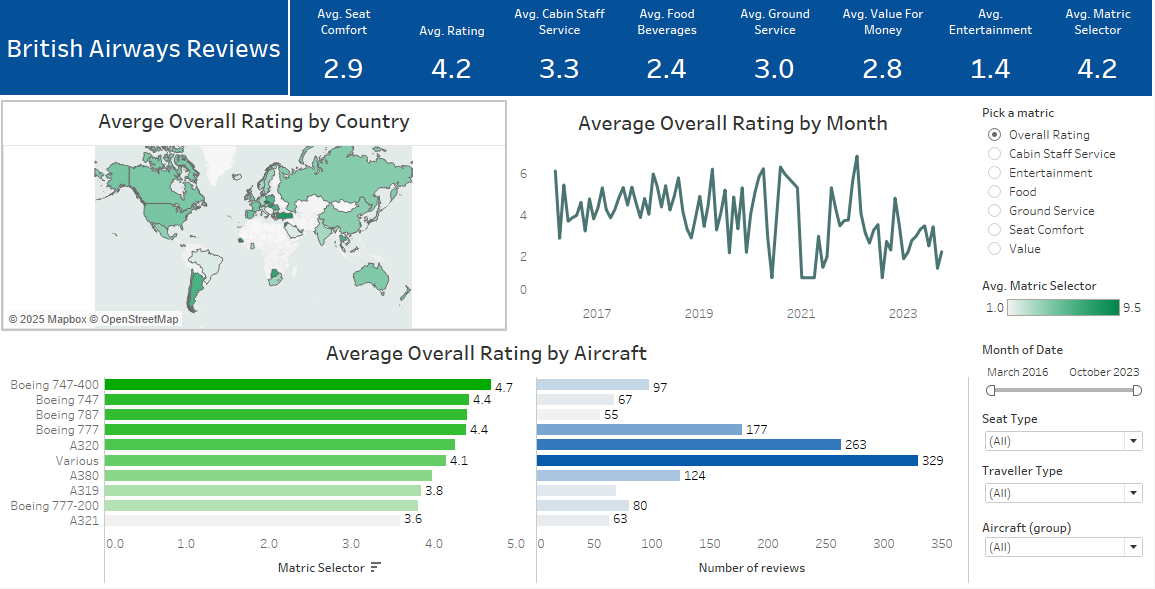 British Airways Reviews
Avg. Seat
Comfort
2.9
Avg. Rating
4.2
Avg. Cabin Staff
Service
3.3
Avg. Food
Beverages
2.4
Avg. Ground
Service
3.0
Avg. Value For
Money
2.8
Avg.
Entertainment
1.4
Avg. Matric
Selector
4.2
Averge Overall Rating by Country
© 2025 Mapbox © OpenStreetMap
Average Overall Rating by Month
6
4
2
0
2017 2019 2021 2023
Pick a matric
Overall Rating
Cabin Staff Service
Entertainment
Food
Ground Service
Seat Comfort
Value
Avg. Matric Selector
1.0 9.5
Month of Date
March 2016 October 2023
Seat Type
(All)
Traveller Type
(All)
Aircraft (group)
(All)
Average Overall Rating by Aircraft
Boeing 747-400 4.7 97
Boeing 747 4.4 67
Boeing 787 55
Boeing 777 4.4 177
A320 263
Various 4.1 329
A380 124
A319 3.8
Boeing 777-200 80
A321 3.6 63
0.0 1.0 2.0 3.0 4.0 5.0 0 50 100 150 200 250 300 350
Matric Selector Number of reviews